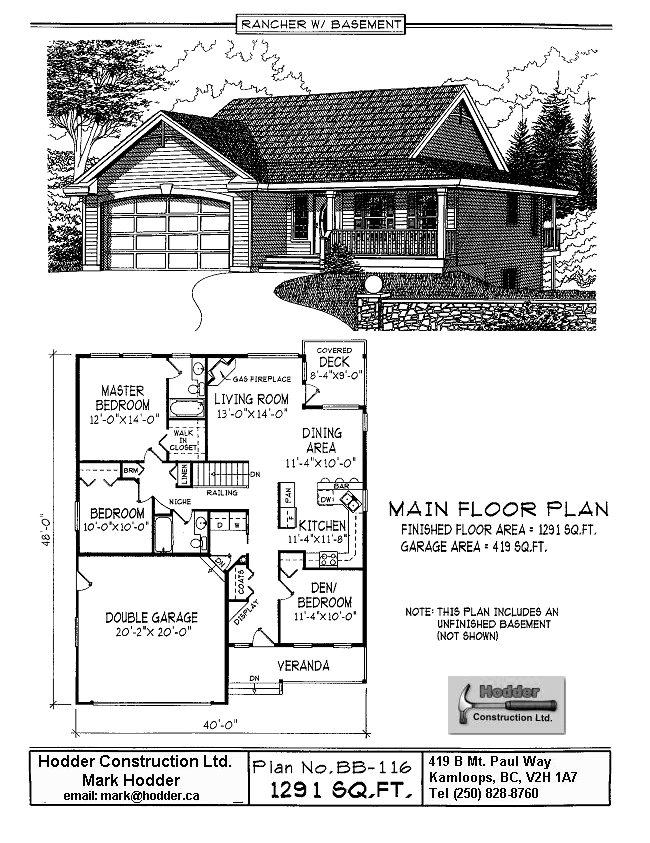 RANCHER W/ BASEMENT
COVERED
DECK
8'-4"X9'-0"
MASTER
BEDROOM
12'-0"X14'-0"
GAS FIREPLACE
LIVING ROOM
13'-0"X14'-0"
WALK
IN
CLOSET
DINING
AREA
11'-4"X10'-0"
BRM
LINEN
DN
RAILING
NICHE
BAR
DW
PAN
BEDROOM
10'-0"X10'-0"
D
W
KITCHEN
11'-4"X11'-8"
48'-0"
MAIN FLOOR PLAN
FINISHED FLOOR AREA = 1291 SQ.FT.
GARAGE AREA = 419 SQ.FT.
DN
COATS
DISPLAY
DEN/
BEDROOM
11'-4"X10'-0"
DOUBLE GARAGE
20'-2"X 20'-0"
NOTE: THIS PLAN INCLUDES AN
UNFINISHED BASEMENT
(NOT SHOWN)
VERANDA
DN
40'-0"
Hodder
Construction Ltd.
Hodder Construction Ltd.
Mark Hodder
email: mark@hodder.ca
Plan No.BB-116
1291 SQ.FT.
419 B Mt. Paul Way
Kamloops, BC, V2H 1A7
Tel (250) 828-8760